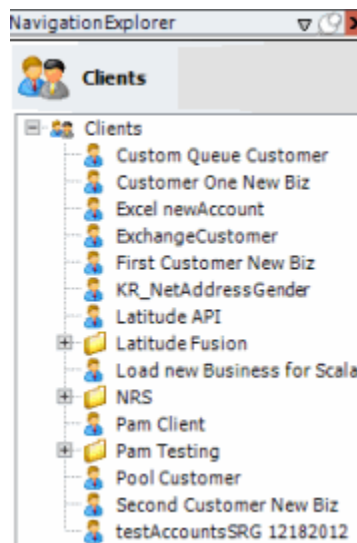 NavigationExplorer
Clients
Clients
Custom Queue Customer
Customer One New Biz
Excel newAccount
ExchangeCustomer
First Customer New Biz
KR_NetAddressGender
Latitude API
Latitude Fusion
Load new Business for Scala
NRS
Pam Client
Pam Testing
Pool Customer
Second Customer New Biz
testAccountsSRG 12182012